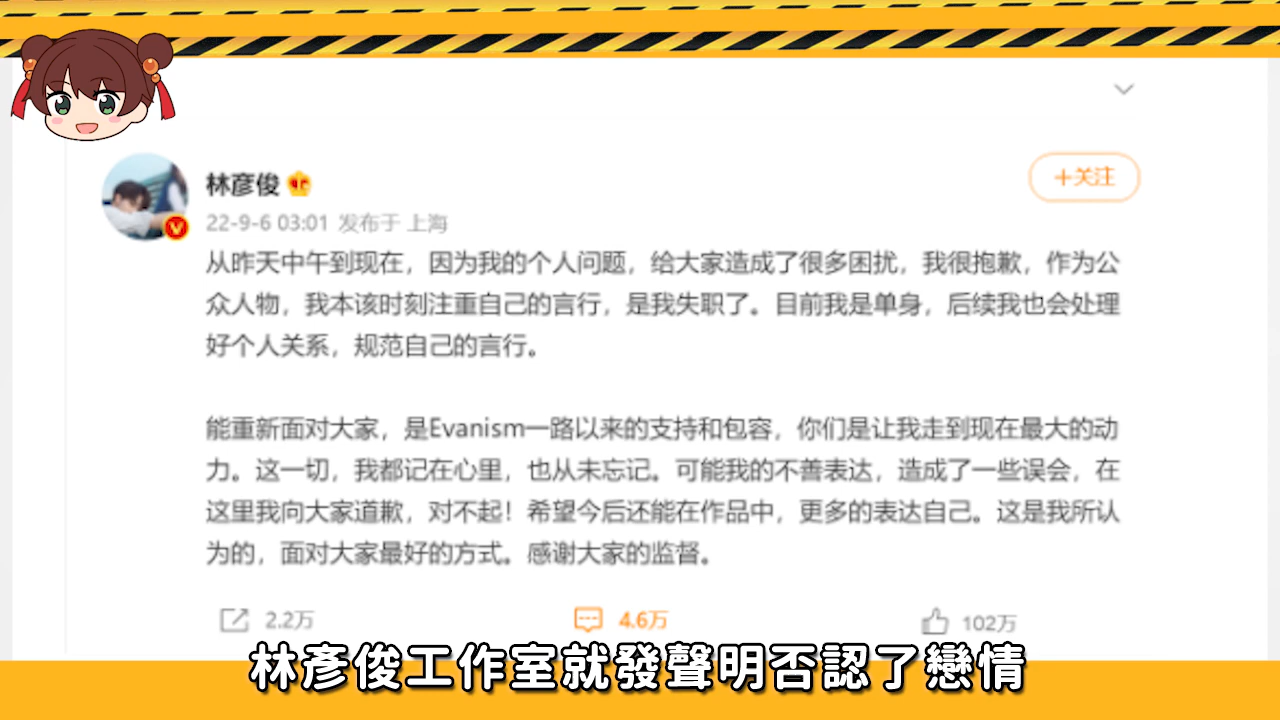 林彦俊
+关注
22-9-6 03:01 发布于 上海
从昨天中午到现在，因为我的个人问题，给大家造成了很多困扰，我很抱歉，作为公
众人物，我本该时刻注重自己的言行，是我失职了。目前我是单身，后续我也会处理
好个人关系，规范自己的言行。
能重新面对大家，是Evanism一路以来的支持和包容，你们是让我走到现在最大的动
力。这一切，我都记在心里，也从未忘记。可能我的不善表达，造成了一些误会，在
这里我向大家道歉，对不起！希望今后还能在作品中，更多的表达自己。这是我所认
为的，面对大家最好的方式。感谢大家的监督。
2.2万 4.6万 102万
林彥俊工作室就發聲明否認了戀情